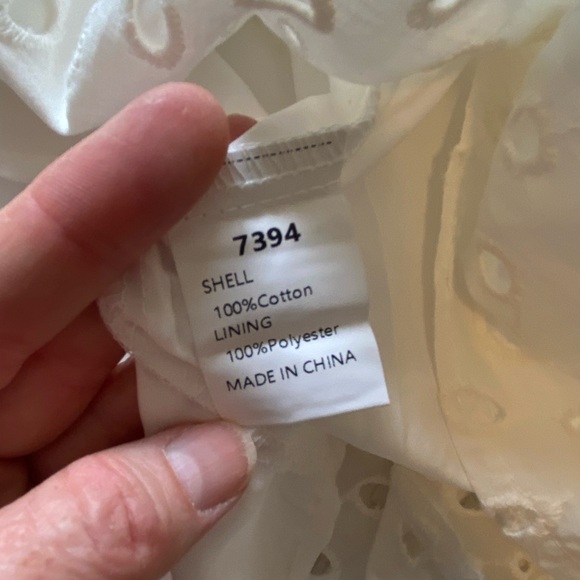 7394
SHELL
100%Cotton
LINING
100%Polyester
MADE IN CHINA